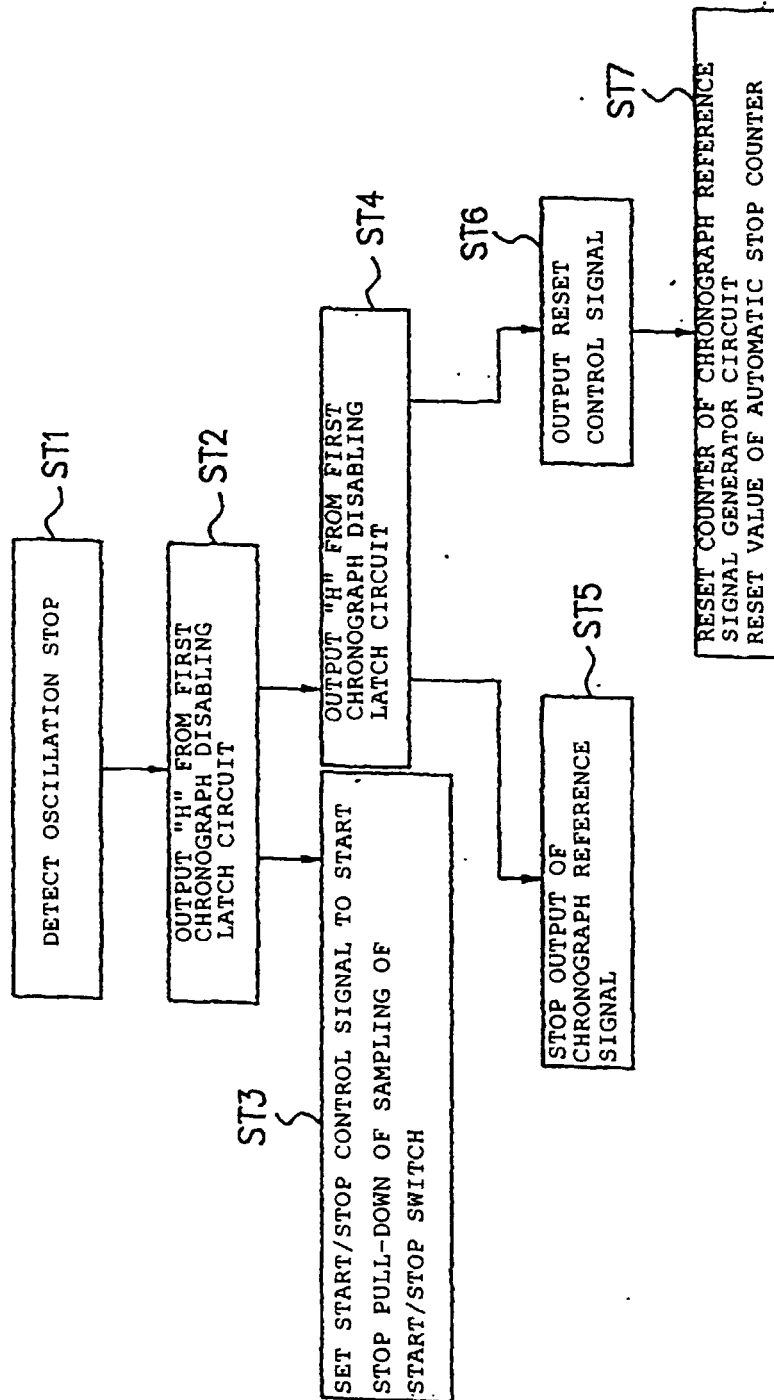 ST1
DETECT OSCILLATION STOP
ST2
OUTPUT "H" FROM FIRST
CHRONOGRAPH DISABLING
LATCH CIRCUIT
ST3
SET START/STOP CONTROL SIGNAL TO START
STOP PULL-DOWN OF SAMPLING OF
START/STOP SWITCH
ST4
OUTPUT "H" FROM FIRST
CHRONOGRAPH DISABLING
LATCH CIRCUIT
ST5
STOP OUTPUT OF
CHRONOGRAPH REFERENCE
SIGNAL
ST6
OUTPUT RESET
CONTROL SIGNAL
ST7
RESET COUNTER OF CHRONOGRAPH REFERENCE
SIGNAL GENERATOR CIRCUIT
RESET VALUE OF AUTOMATIC STOP COUNTER